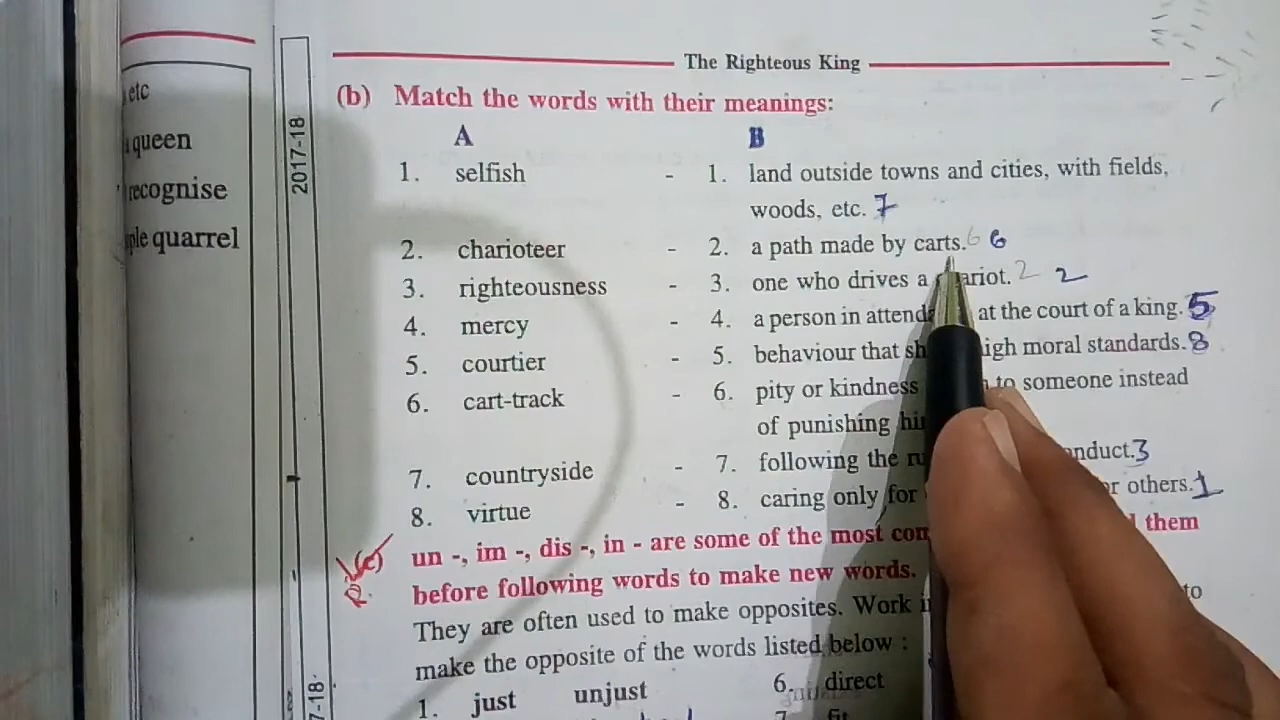 The Righteous King
etc
queen
recognise
ple quarrel
2017-18
(b) Match the words with their meanings:
A B
1. selfish - 1. land outside towns and cities, with fields,
woods, etc. 7
2. charioteer - 2. a path made by carts. 6 6
3. righteousness - 3. one who drives a ariot. 2 2
4. mercy - 4. a person in attend at the court of a king. 5
5. courtier - 5. behaviour that sh igh moral standards. 8
6. cart-track - 6. pity or kindness to someone instead
of punishing hi
7. countryside - 7. following the ru nduct. 3
8. virtue - 8. caring only for r others. 1
(c) un -, im -, dis -, in - are some of the most com them
R. before following words to make new words.
They are often used to make opposites. Work i to
make the opposite of the words listed below :
1. just unjust 6. direct
7. fit
7-18